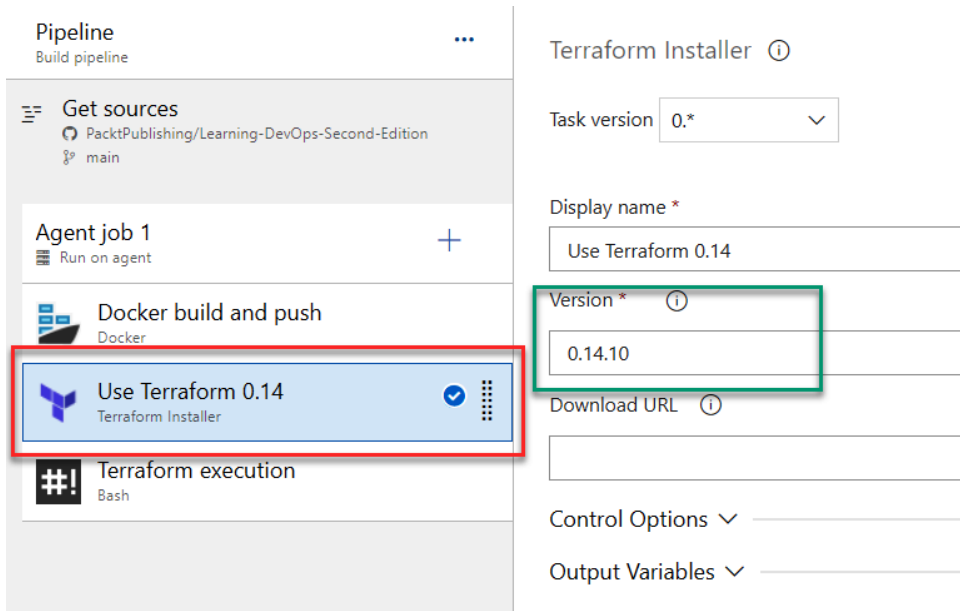 Pipeline
...
Build pipeline
Get sources
PacktPublishing/Learning-DevOps-Second-Edition
main
Agent job 1
Run on agent
Docker build and push
Docker
Use Terraform 0.14
Terraform Installer
#!
Terraform execution
Bash
Terraform Installer
Task version 0.*
Display name *
Use Terraform 0.14
Version *
0.14.10
Download URL
Control Options
Output Variables